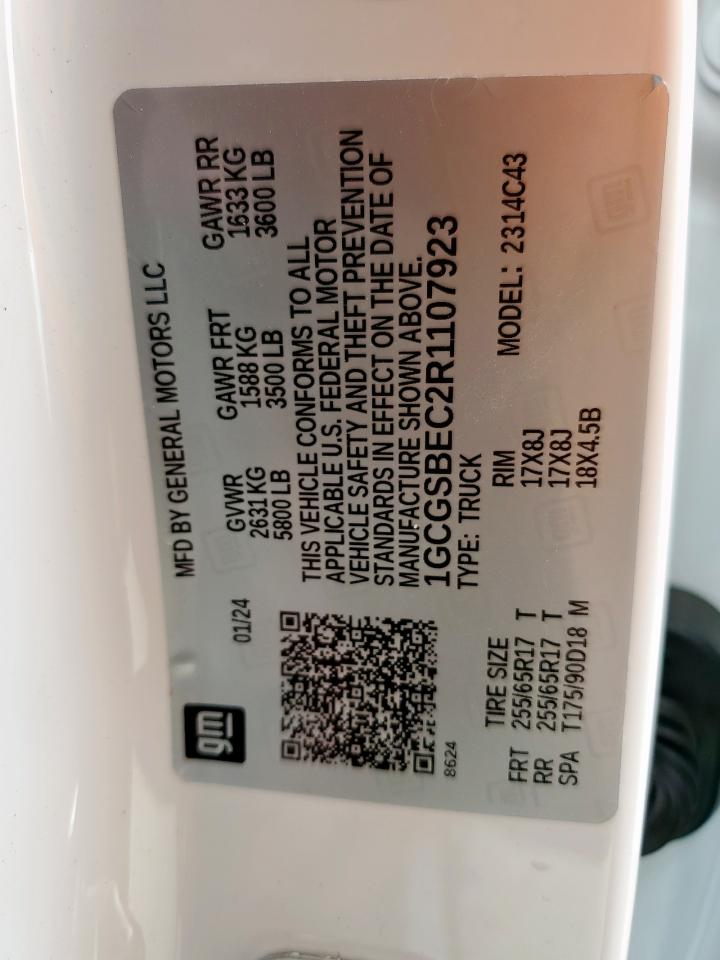 gm
MFD BY GENERAL MOTORS LLC
01/24
GVWR GAWR FRT GAWR RR
2631 KG 1588 KG 1633 KG
5800 LB 3500 LB 3600 LB
THIS VEHICLE CONFORMS TO ALL
APPLICABLE U.S. FEDERAL MOTOR
VEHICLE SAFETY AND THEFT PREVENTION
STANDARDS IN EFFECT ON THE DATE OF
MANUFACTURE SHOWN ABOVE.
1GCGSBEC2R1107923
8624
TYPE: TRUCK MODEL: 2314C43
TIRE SIZE RIM
FRT 255/65R17 T 17X8J
RR 255/65R17 T 17X8J
SPA T175/90D18 M 18X4.5B